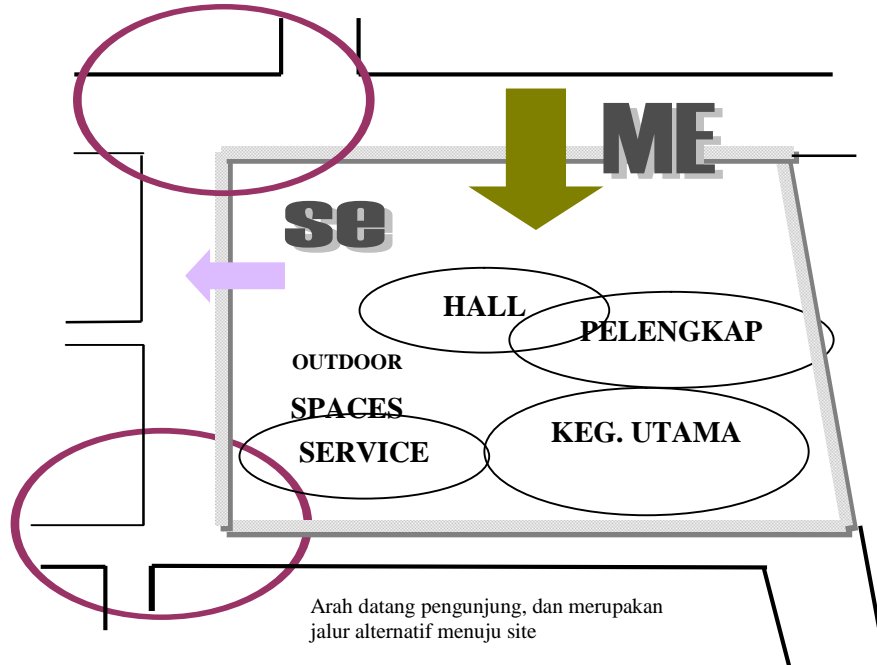 ME
se
HALL
PELENGKAP
OUTDOOR
SPACES
KEG. UTAMA
SERVICE
Arah datang pengunjung, dan merupakan
jalur alternatif menuju site